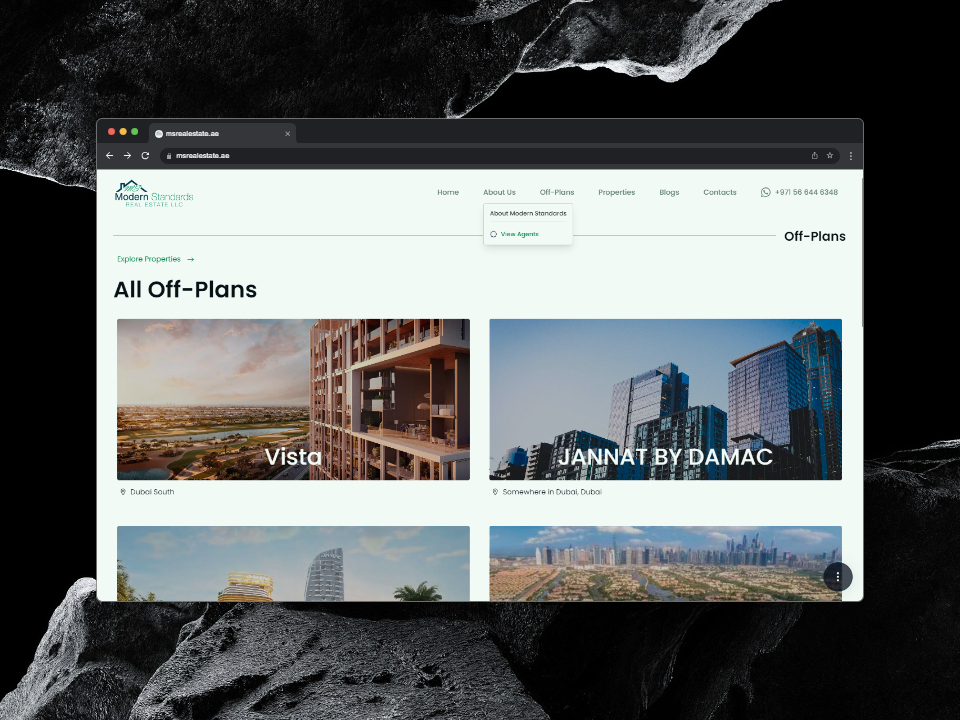 msrealestate.ae
msrealestate.ae
Modern Standards
REAL ESTATE LLC
Home
About Us
Off-Plans
Properties
Blogs
Contacts
+971 56 644 6348
About Modern Standards
View Agents
Off-Plans
Explore Properties →
All Off-Plans
Vista
JANNAT BY DAMAC
Dubai South
Somewhere in Dubai, Dubai